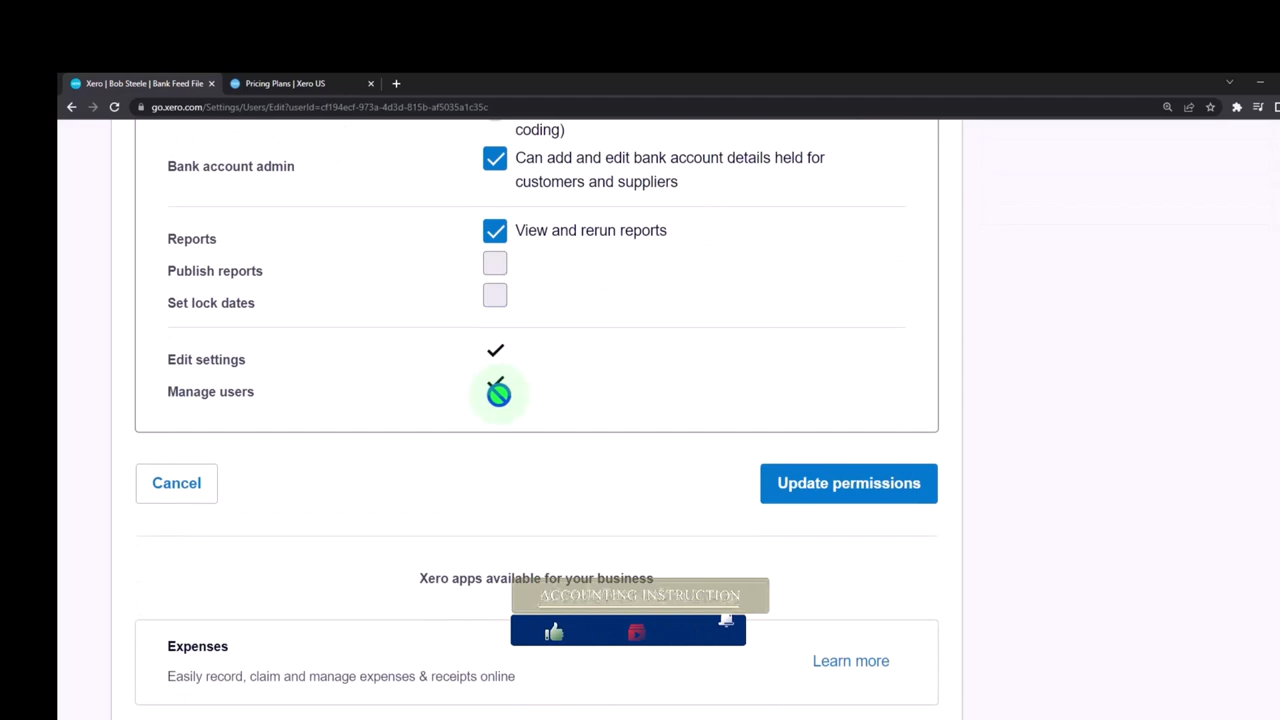 Xero | Bob Steele | Bank Feed File
Pricing Plans | Xero US
go.xero.com/Settings/Users/Edit?userId=cf194ecf-973a-4d3d-815b-af5035a1c35c
coding)
Bank account admin
Can add and edit bank account details held for
customers and suppliers
Reports
View and rerun reports
Publish reports
Set lock dates
Edit settings
Manage users
Cancel
Update permissions
Xero apps available for your business
ACCOUNTING INSTRUCTION
Expenses
Easily record, claim and manage expenses & receipts online
Learn more